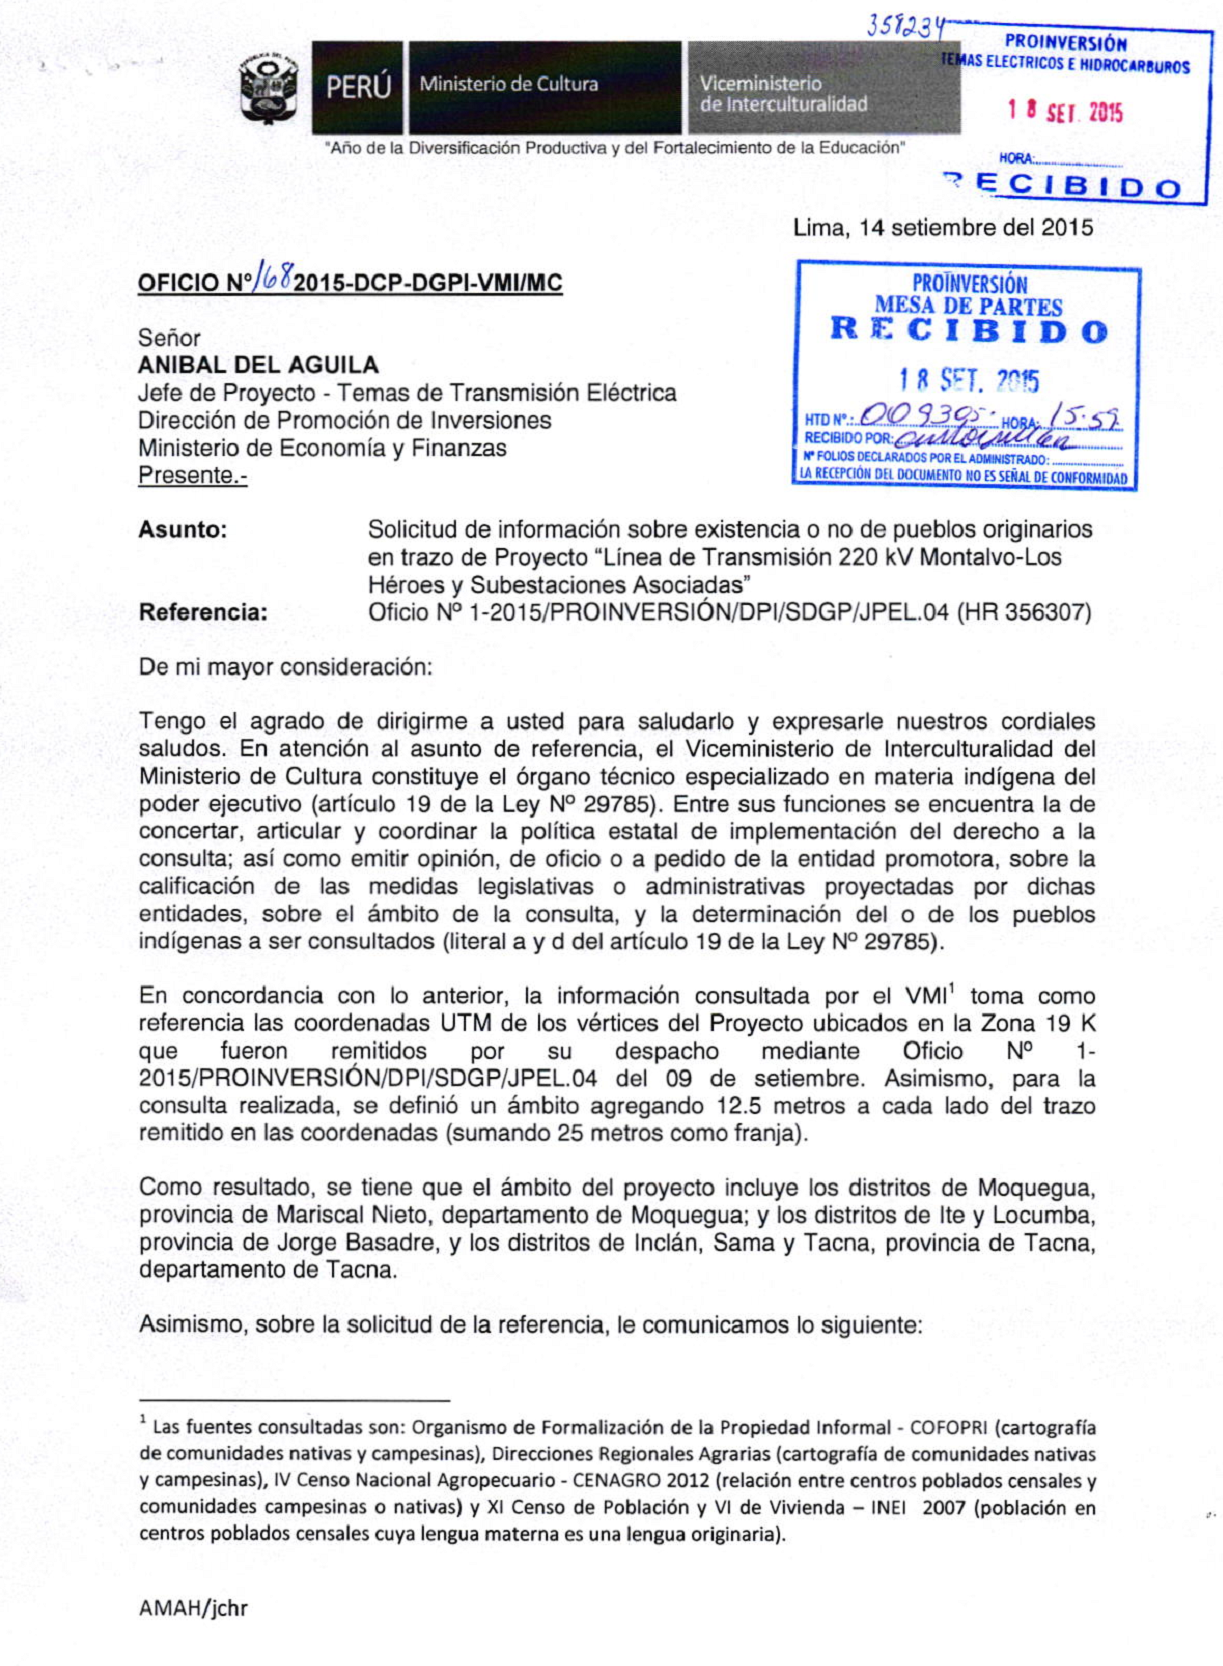 358234
PROINVERSIÓN
TEMAS ELECTRICOS E HIDROCARBUROS
18 SET. 2015
HORA:
RECIBIDO
PERÚ
Ministerio de Cultura
Viceministerio
de Interculturalidad
"Año de la Diversificación Productiva y del Fortalecimiento de la Educación"
Lima, 14 setiembre del 2015
OFICIO Nº 168 2015-DCP-DGPI-VMI/MC
PROINVERSIÓN
MESA DE PARTES
RECIBIDO
18 SET. 2015
HTD Nº: 009395 HORA: 15:59
RECIBIDO POR:
Nº FOLIOS DECLARADOS POR EL ADMINISTRADO:
LA RECEPCIÓN DEL DOCUMENTO NO ES SEÑAL DE CONFORMIDAD
Señor
ANIBAL DEL AGUILA
Jefe de Proyecto - Temas de Transmisión Eléctrica
Dirección de Promoción de Inversiones
Ministerio de Economía y Finanzas
Presente.-
Asunto: Solicitud de información sobre existencia o no de pueblos originarios
en trazo de Proyecto “Línea de Transmisión 220 kV Montalvo-Los
Héroes y Subestaciones Asociadas”
Referencia: Oficio Nº 1-2015/PROINVERSIÓN/DPI/SDGP/JPEL.04 (HR 356307)
De mi mayor consideración:
Tengo el agrado de dirigirme a usted para saludarlo y expresarle nuestros cordiales
saludos. En atención al asunto de referencia, el Viceministerio de Interculturalidad del
Ministerio de Cultura constituye el órgano técnico especializado en materia indígena del
poder ejecutivo (artículo 19 de la Ley Nº 29785). Entre sus funciones se encuentra la de
concertar, articular y coordinar la política estatal de implementación del derecho a la
consulta; así como emitir opinión, de oficio o a pedido de la entidad promotora, sobre la
calificación de las medidas legislativas o administrativas proyectadas por dichas
entidades, sobre el ámbito de la consulta, y la determinación del o de los pueblos
indígenas a ser consultados (literal a y d del artículo 19 de la Ley Nº 29785).
En concordancia con lo anterior, la información consultada por el VMI¹ toma como
referencia las coordenadas UTM de los vértices del Proyecto ubicados en la Zona 19 K
que fueron remitidos por su despacho mediante Oficio Nº 1-
2015/PROINVERSIÓN/DPI/SDGP/JPEL.04 del 09 de setiembre. Asimismo, para la
consulta realizada, se definió un ámbito agregando 12.5 metros a cada lado del trazo
remitido en las coordenadas (sumando 25 metros como franja).
Como resultado, se tiene que el ámbito del proyecto incluye los distritos de Moquegua,
provincia de Mariscal Nieto, departamento de Moquegua; y los distritos de Ite y Locumba,
provincia de Jorge Basadre, y los distritos de Inclán, Sama y Tacna, provincia de Tacna,
departamento de Tacna.
Asimismo, sobre la solicitud de la referencia, le comunicamos lo siguiente:
¹ Las fuentes consultadas son: Organismo de Formalización de la Propiedad Informal - COFOPRI (cartografía
de comunidades nativas y campesinas), Direcciones Regionales Agrarias (cartografía de comunidades nativas
y campesinas), IV Censo Nacional Agropecuario - CENAGRO 2012 (relación entre centros poblados censales y
comunidades campesinas o nativas) y XI Censo de Población y VI de Vivienda – INEI 2007 (población en
centros poblados censales cuya lengua materna es una lengua originaria).
AMAH/jchr